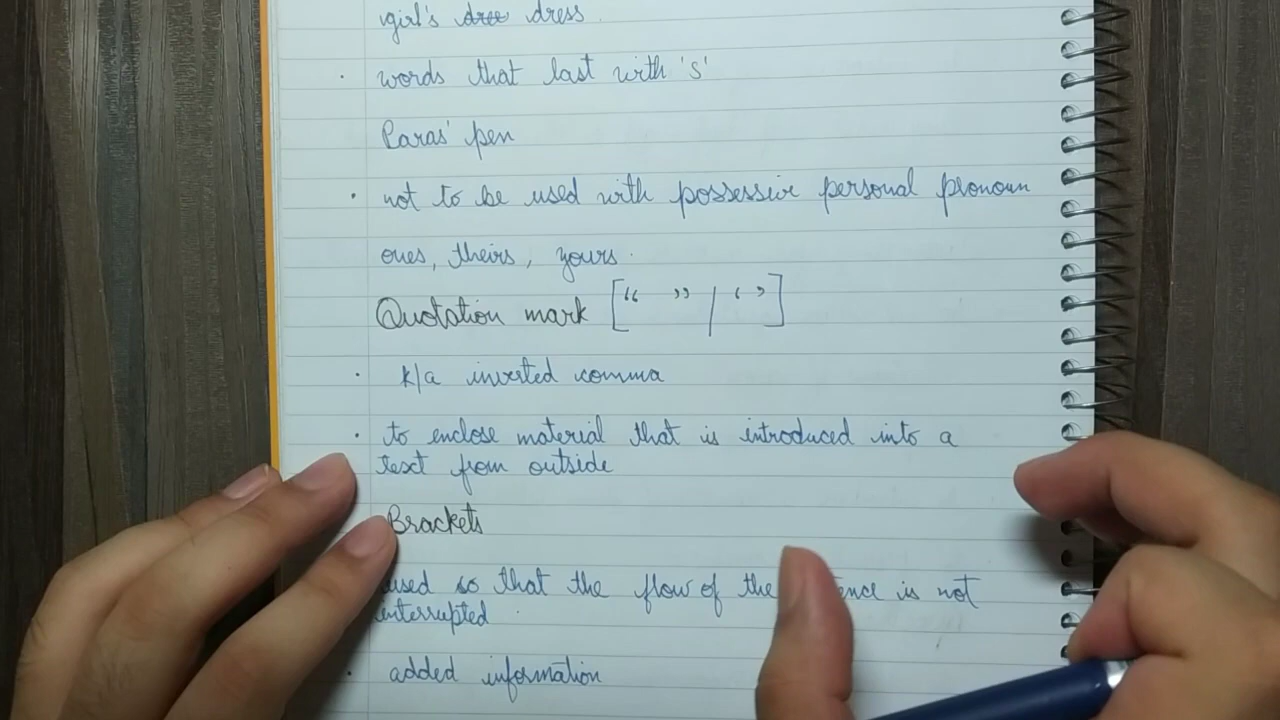 girl's dree dress.
· words that last with 's'
Paras' pen
· not to be used with possessive personal pronoun
ours, theirs, yours.
Quotation mark [“ ” / ‘ ’]
· k/a inverted comma
· to enclose material that is introduced into a
text from outside
Brackets
used so that the flow of the is not
interrupted
· added information